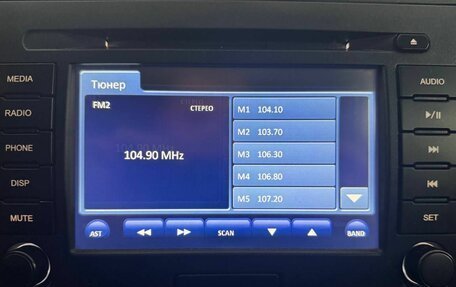 MEDIA
RADIO
PHONE
DISP
MUTE
Тюнер
FM2
СТЕРЕО
104.90 MHz
M1 104.10
M2 103.70
M3 106.30
M4 106.80
M5 107.20
AST
SCAN
BAND
AUDIO
SET